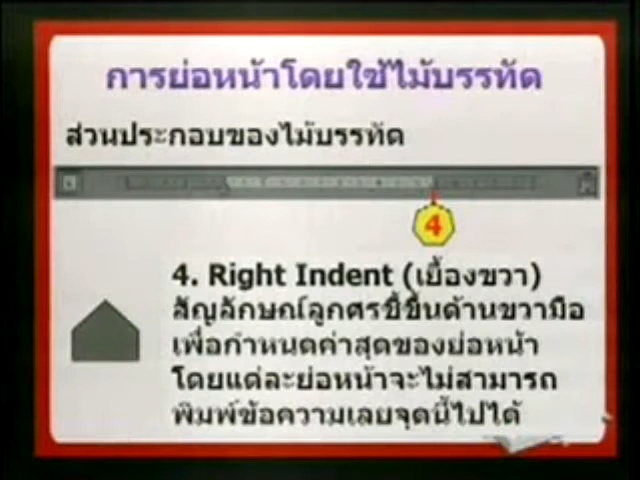 การย่อหน้าโดยใช้ไม้บรรทัด
ส่วนประกอบของไม้บรรทัด
4
4. Right Indent (เยื้องขวา)
สัญลักษณ์ลูกศรชี้ขึ้นด้านขวามือ
เพื่อกำหนดค่าสุดของย่อหน้า
โดยแต่ละย่อหน้าจะไม่สามารถ
พิมพ์ข้อความเลยจุดนี้ไปได้